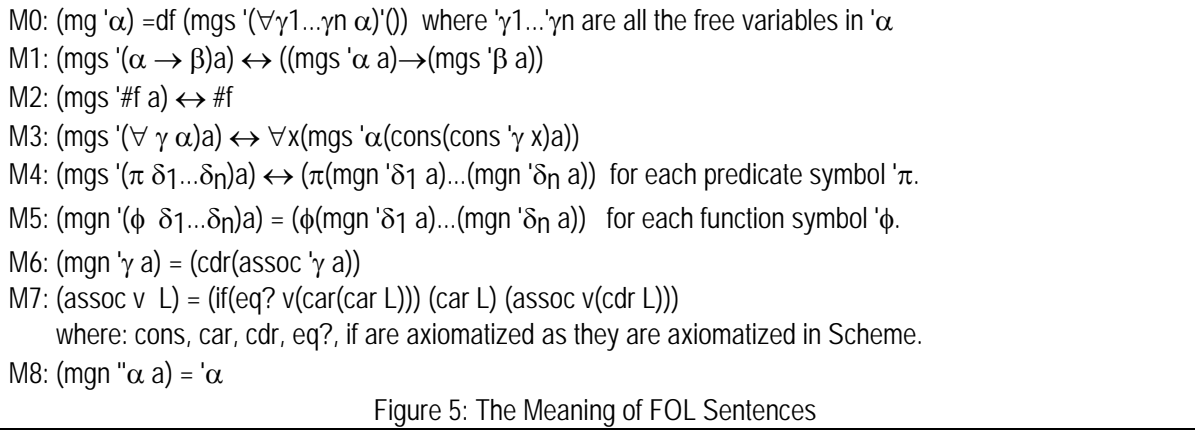 M0: (mg 'α) =df (mgs '(∀γ1...γn α)'()) where 'γ1...'γn are all the free variables in 'α
M1: (mgs '(α → β)a) ↔ ((mgs 'α a)→(mgs 'β a))
M2: (mgs '#f a) ↔ #f
M3: (mgs '(∀ γ α)a) ↔ ∀x(mgs 'α(cons(cons 'γ x)a))
M4: (mgs '(π δ1...δn)a) ↔ (π(mgn 'δ1 a)...(mgn 'δn a)) for each predicate symbol 'π.
M5: (mgn '(ϕ δ1...δn)a) = (ϕ(mgn 'δ1 a)...(mgn 'δn a)) for each function symbol 'ϕ.
M6: (mgn 'γ a) = (cdr(assoc 'γ a))
M7: (assoc v L) = (if(eq? v(car(car L))) (car L) (assoc v(cdr L)))
where: cons, car, cdr, eq?, if are axiomatized as they are axiomatized in Scheme.
M8: (mgn ''α a) = 'α
Figure 5: The Meaning of FOL Sentences